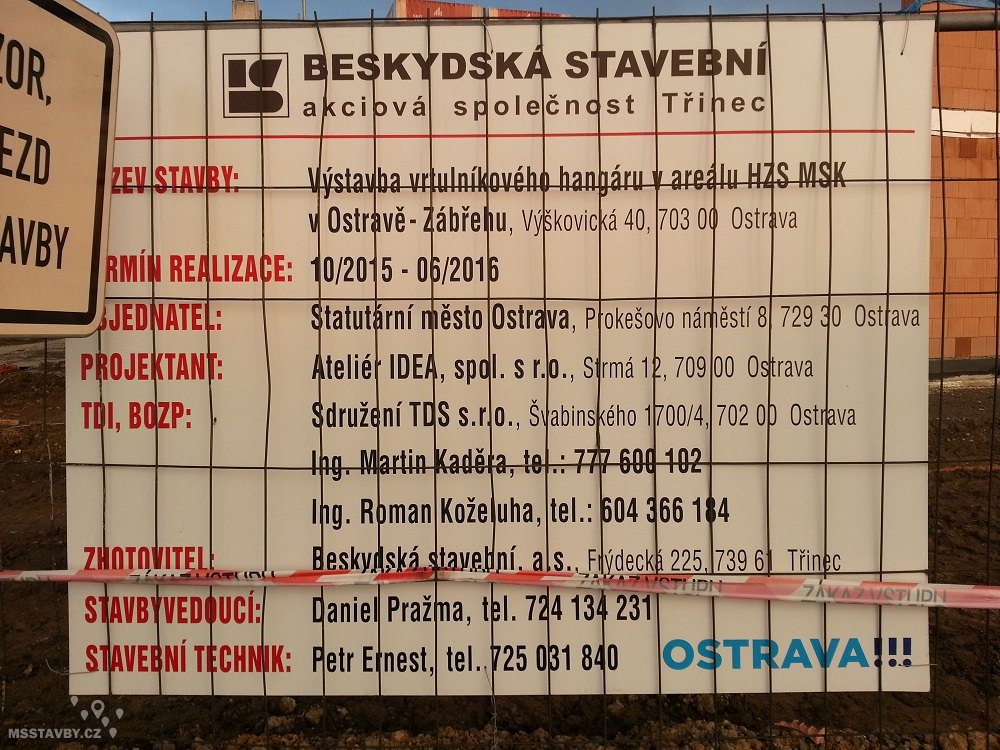 ZOR,
EZD
AVBY
BESKYDSKÁ STAVEBNÍ
akciová společnost Třinec
ZEV STAVBY: Výstavba vrtulníkového hangáru v areálu HZS MSK
v Ostravě - Zábřehu, Výškovická 40, 703 00 Ostrava
RMÍN REALIZACE: 10/2015 - 06/2016
BJEDNATEL: Statutární město Ostrava, Prokešovo náměstí 8, 729 30 Ostrava
PROJEKTANT: Ateliér IDEA, spol. s r.o., Strmá 12, 709 00 Ostrava
TDI, BOZP: Sdružení TDS s.r.o., Švabinského 1700/4, 702 00 Ostrava
Ing. Martin Kaděra, tel.: 777 600 102
Ing. Roman Koželuha, tel.: 604 366 184
ZHOTOVITEL: Beskydská stavební, a.s., Frýdecká 225, 739 61 Třinec
ZÁKAZ VSTUPU ZÁKAZ VSTUPU ZÁKAZ VSTUPU
STAVBYVEDOUCÍ: Daniel Pražma, tel. 724 134 231
STAVEBNÍ TECHNIK: Petr Ernest, tel. 725 031 840
OSTRAVA!!!
MSSTAVBY.CZ